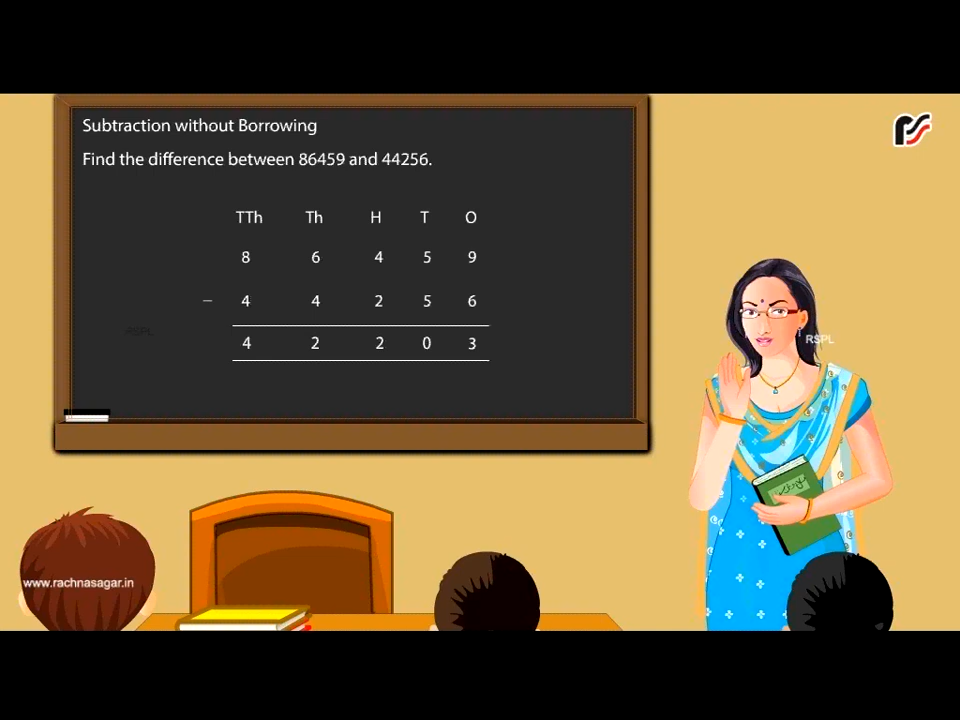 Subtraction without Borrowing
Find the difference between 86459 and 44256.
TTh Th H T O
8 6 4 5 9
– 4 4 2 5 6
4 2 2 0 3
RSPL
RSPL
www.rachnasagar.in